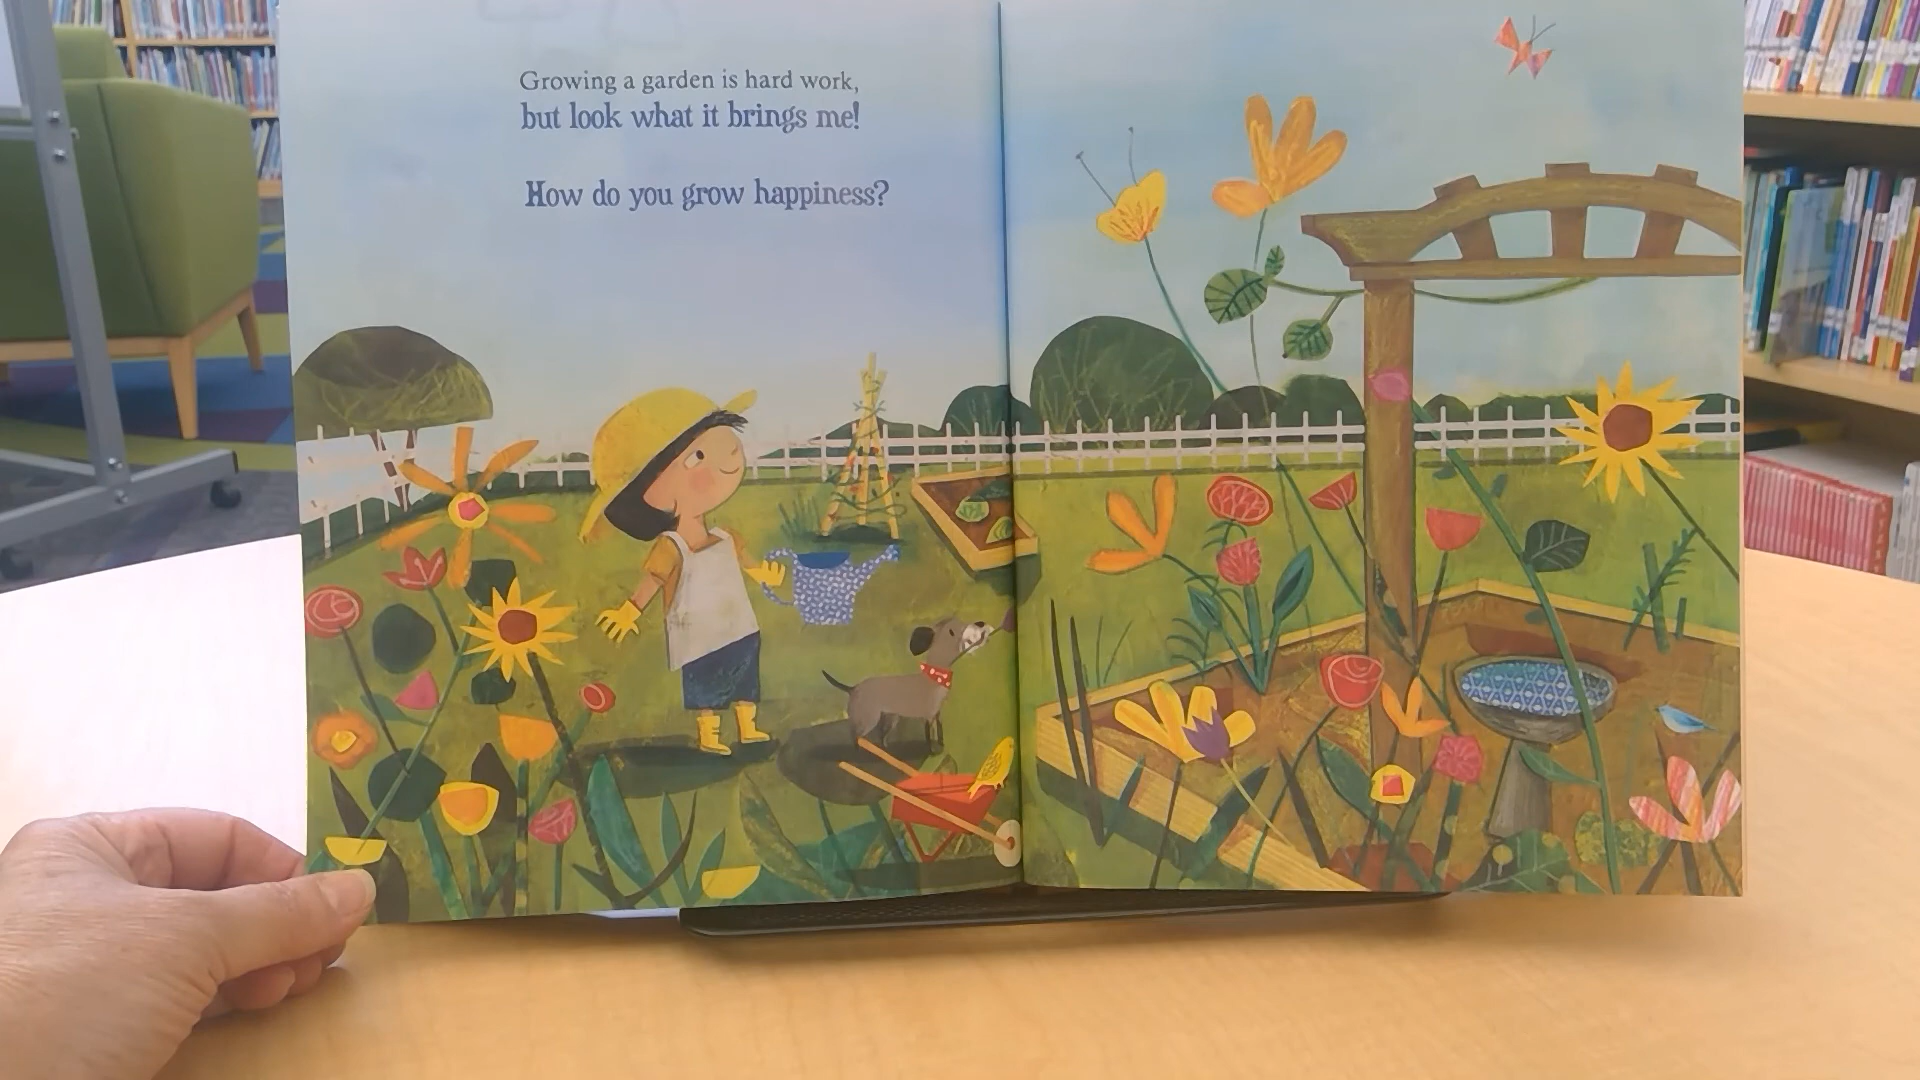 Growing a garden is hard work,
but look what it brings me!
How do you grow happiness?